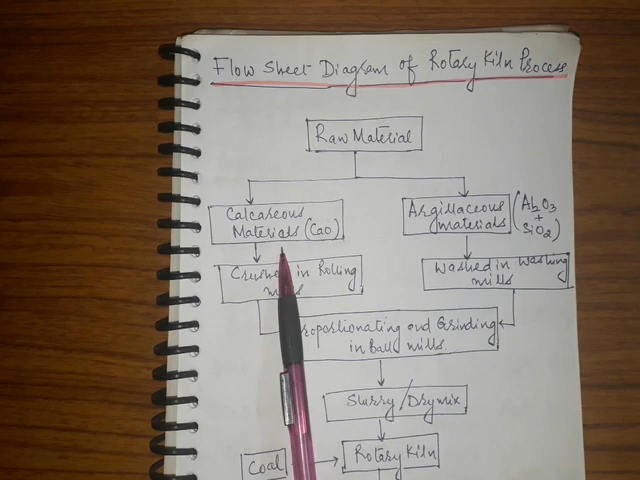 Flow Sheet Diagram of Rotary Kiln Process
Raw Material
Calcareous
Materials (CaO)
Argillaceous
materials
(Al2O3
+
SiO2)
Crushed in Rolling
mills
Washed in Washing
mills
Proportionating and Grinding
in Ball mills.
Slurry/Drymix
Coal
Rotary Kiln